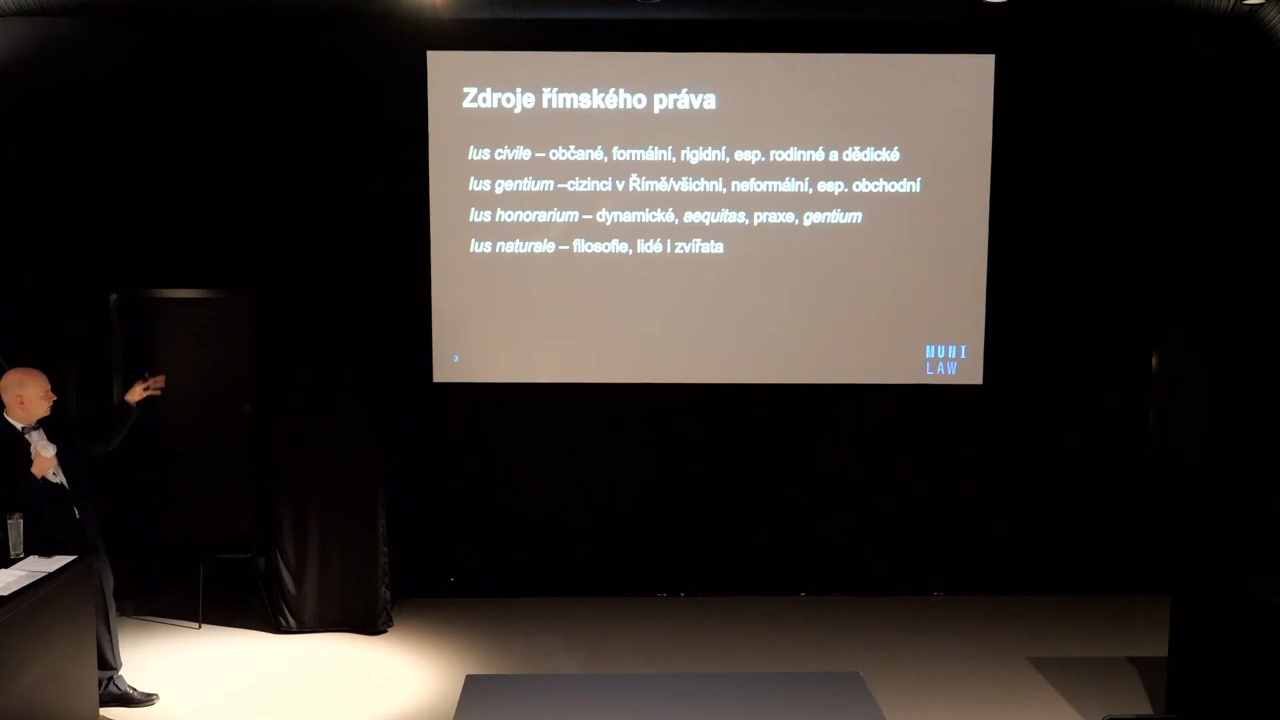 Zdroje římského práva
Ius civile – občané, formální, rigidní, esp. rodinné a dědické
Ius gentium –cizinci v Římě/všichni, neformální, esp. obchodní
Ius honorarium – dynamické, aequitas, praxe, gentium
Ius naturale – filosofie, lidé i zvířata
3
MUNI
LAW